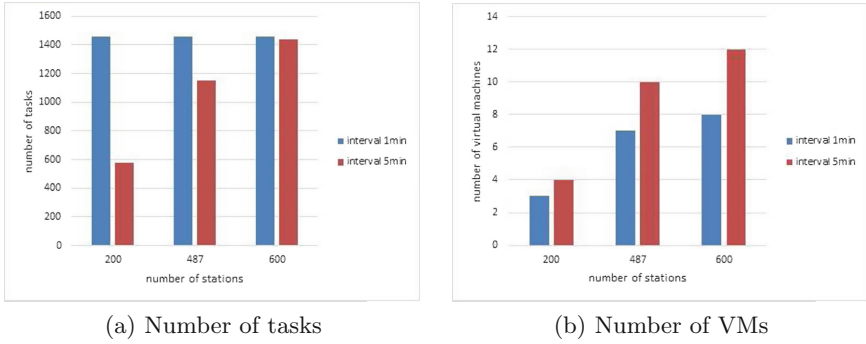 1600
1400
1200
1000
800
600
400
200
0
number of tasks
200 487 600
number of stations
interval 1min
interval 5min
(a) Number of tasks
14
12
10
8
6
4
2
0
number of virtual machines
200 487 600
number of stations
interval 1min
interval 5min
(b) Number of VMs